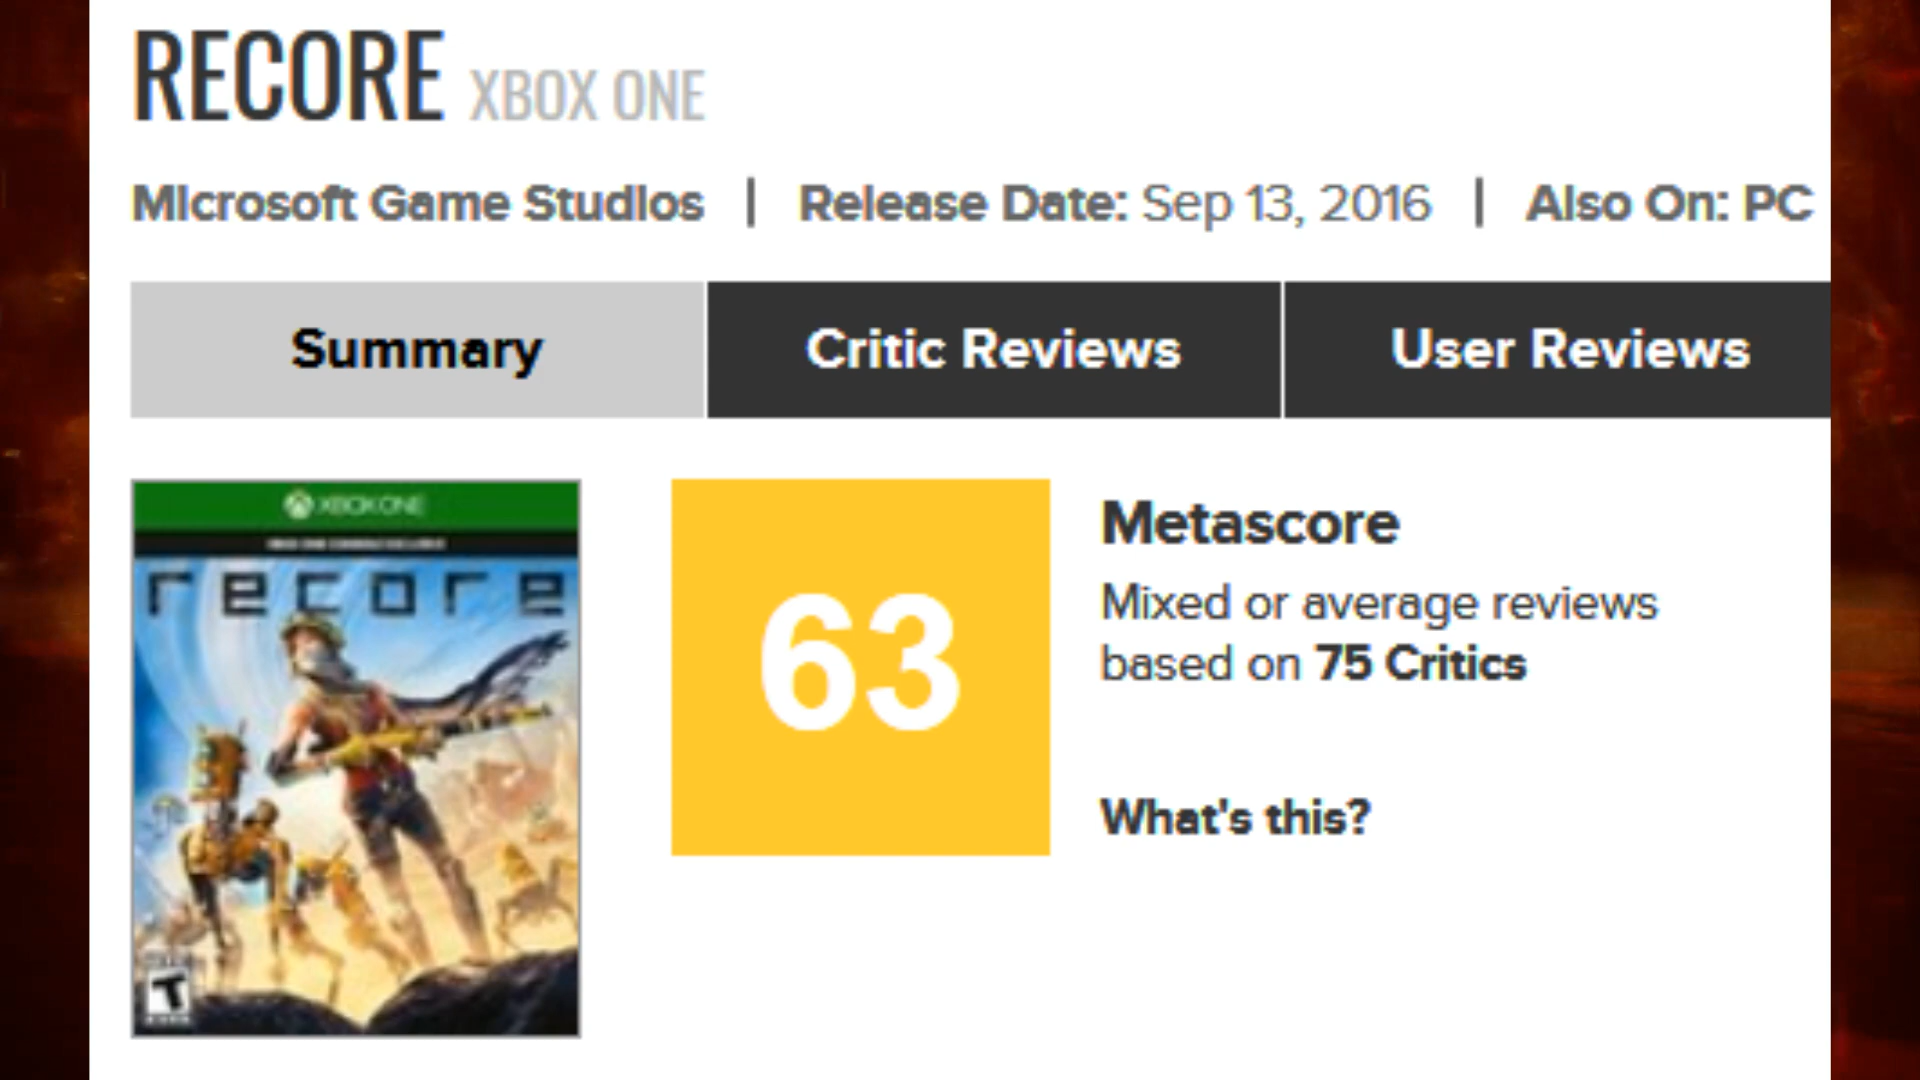 RECORE XBOX ONE
Microsoft Game Studios | Release Date: Sep 13, 2016 | Also On: PC
Summary Critic Reviews User Reviews
XBOX ONE
recore
T
63
Metascore
Mixed or average reviews
based on 75 Critics
What's this?